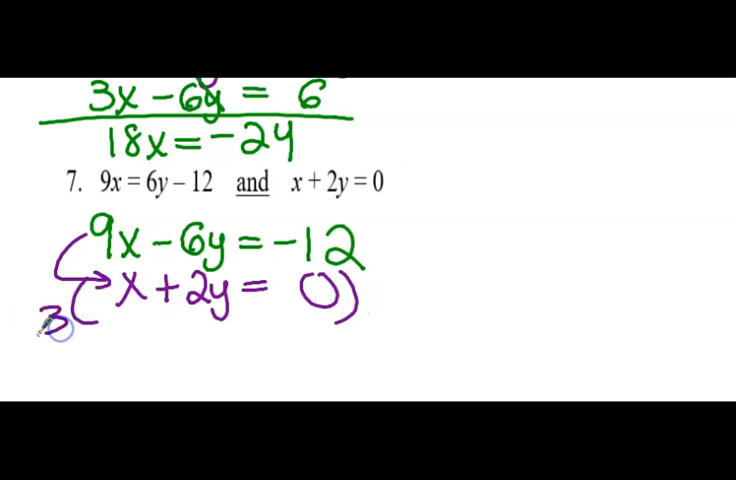 3x - 6y = 6
18x = -24
7. 9x = 6y – 12 and x + 2y = 0
9x - 6y = -12
3(x + 2y = 0)